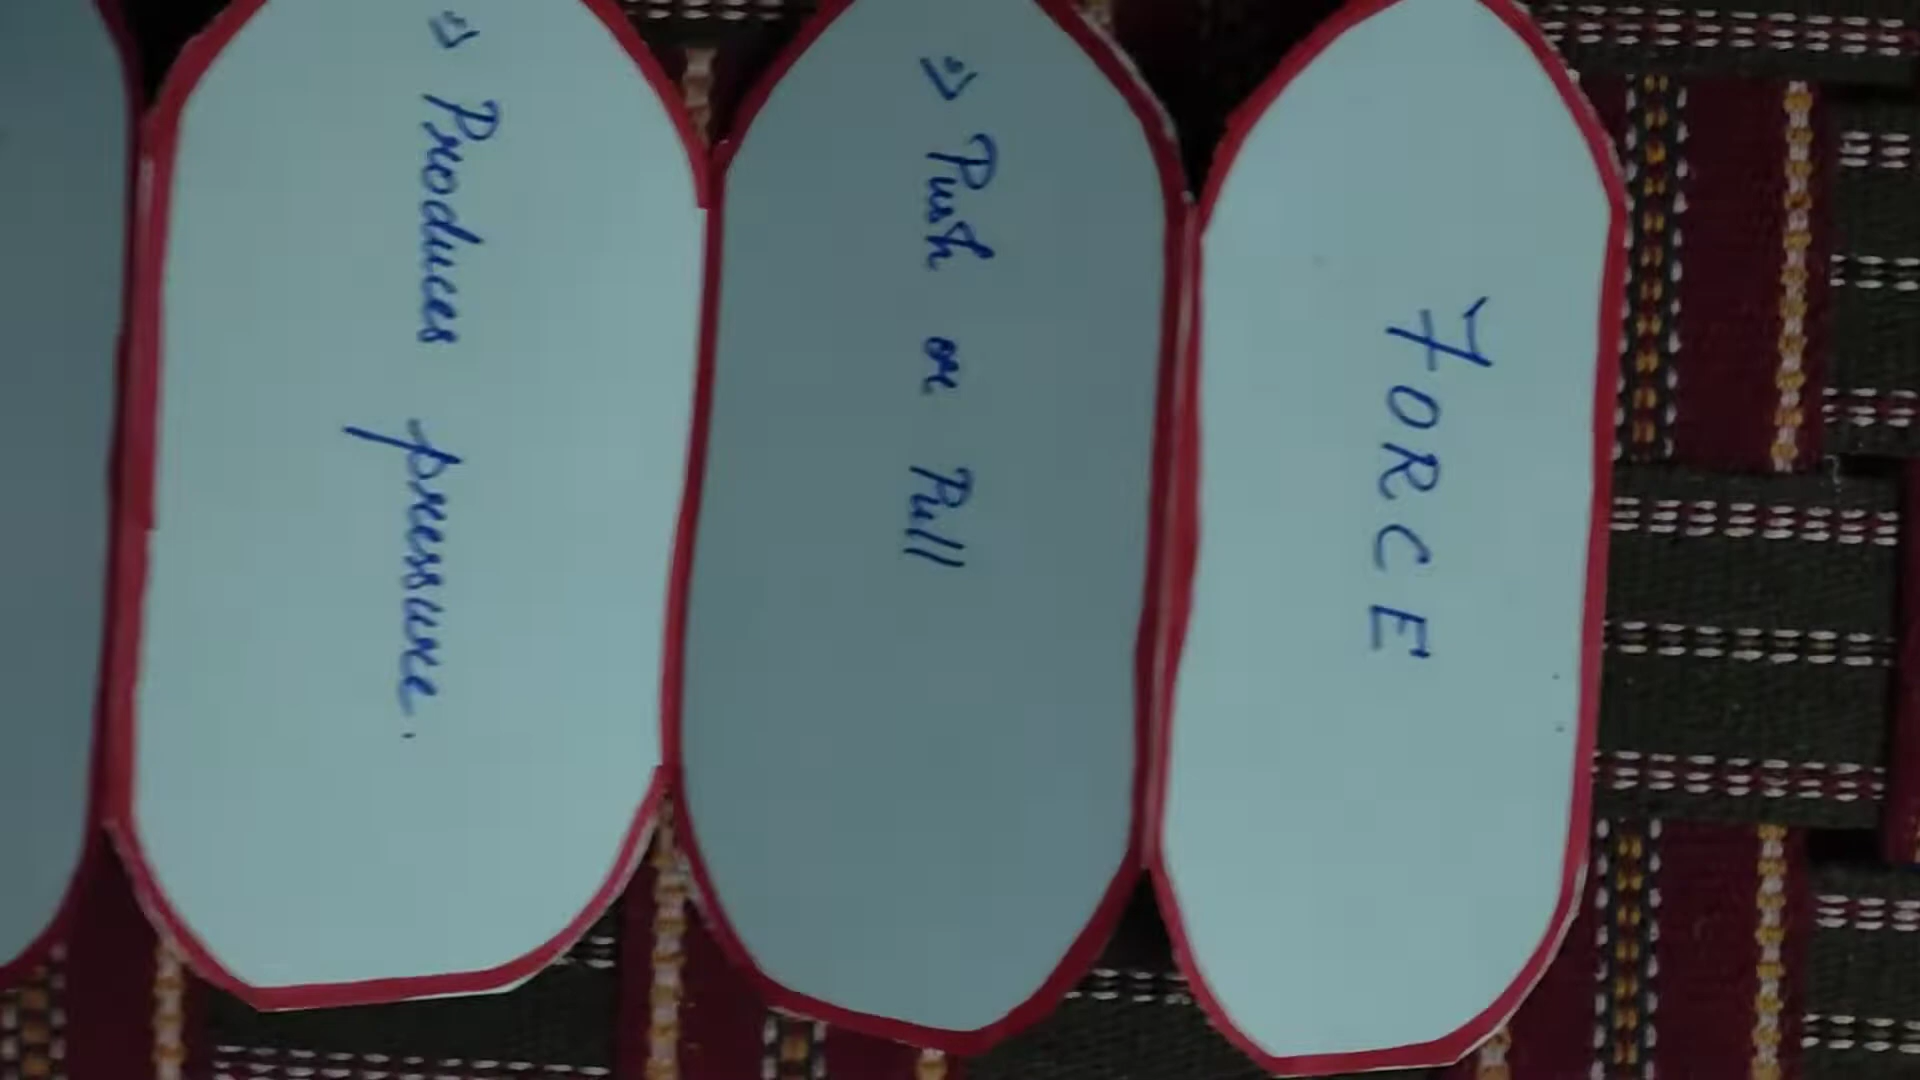 FORCE
⇒ Push or Pull
⇒ Produces pressure.